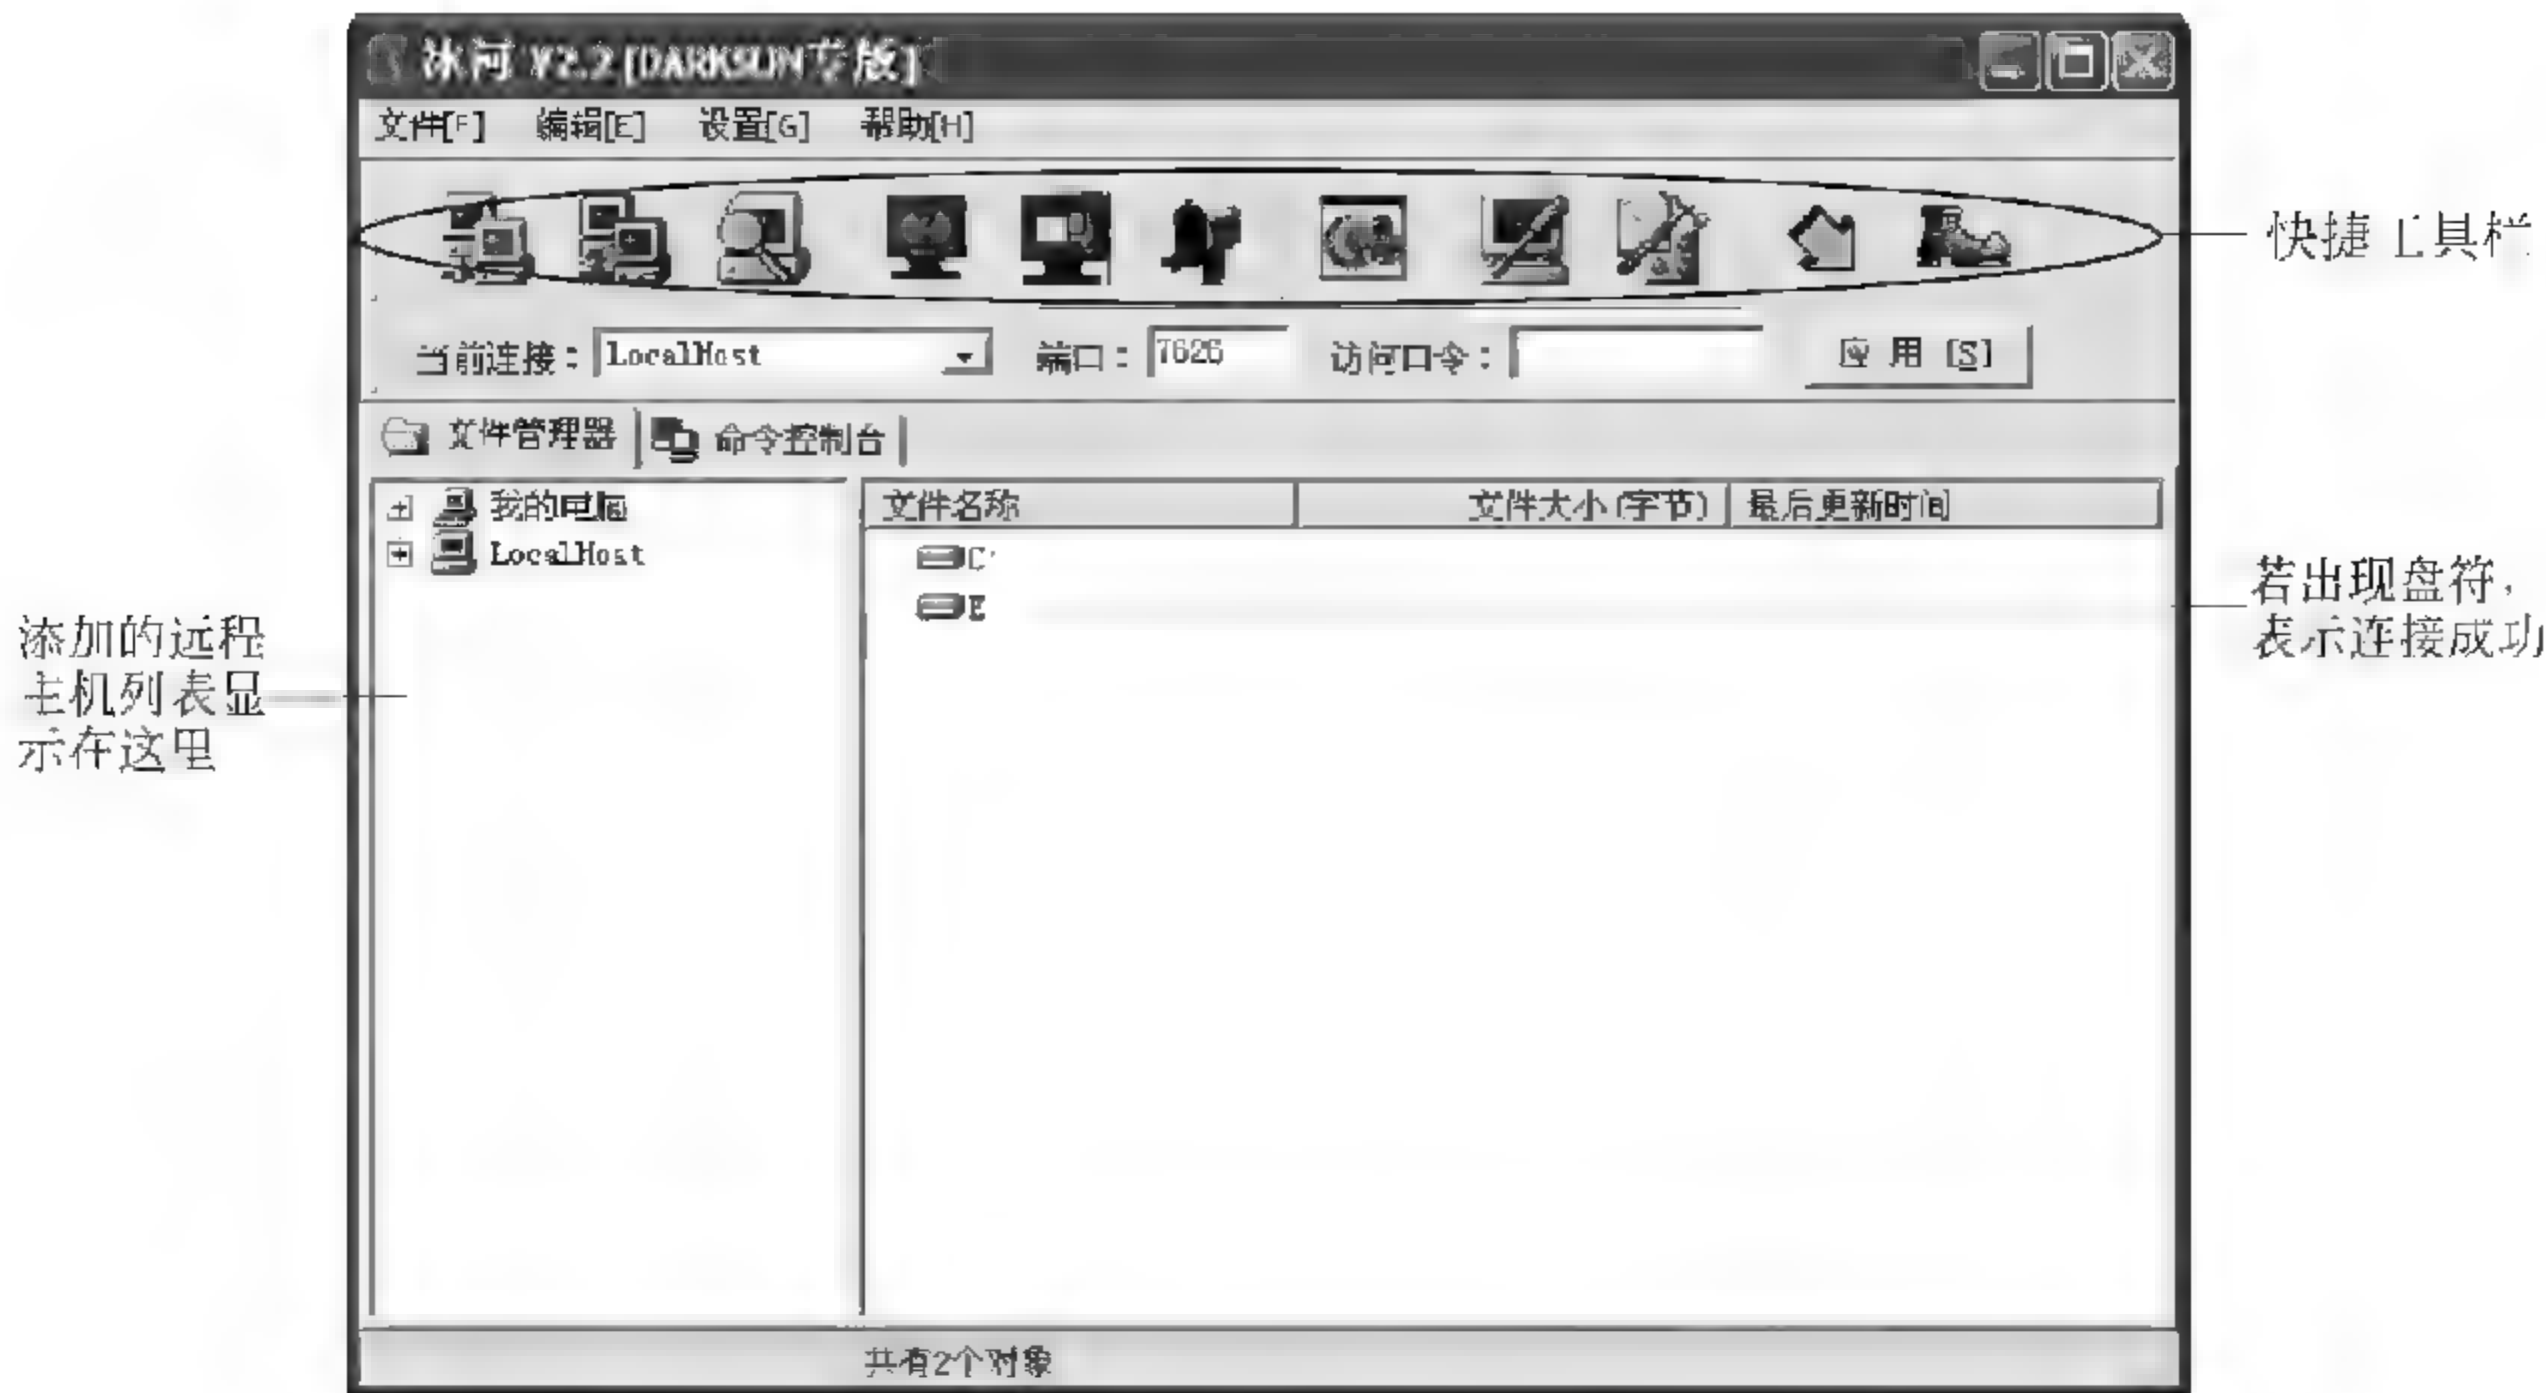 冰河 V2.2 [DARKSUN专版]
文件[F] 编辑[E] 设置[G] 帮助[H]
快捷工具栏
当前连接： LocalHost 端口： 7626 访问口令： 应 用 [S]
文件管理器 命令控制台
我的电脑
LocalHost
文件名称 文件大小(字节) 最后更新时间
C:
E
若出现盘符，
表示连接成功
添加的远程
主机列表显
示在这里
共有2个对象